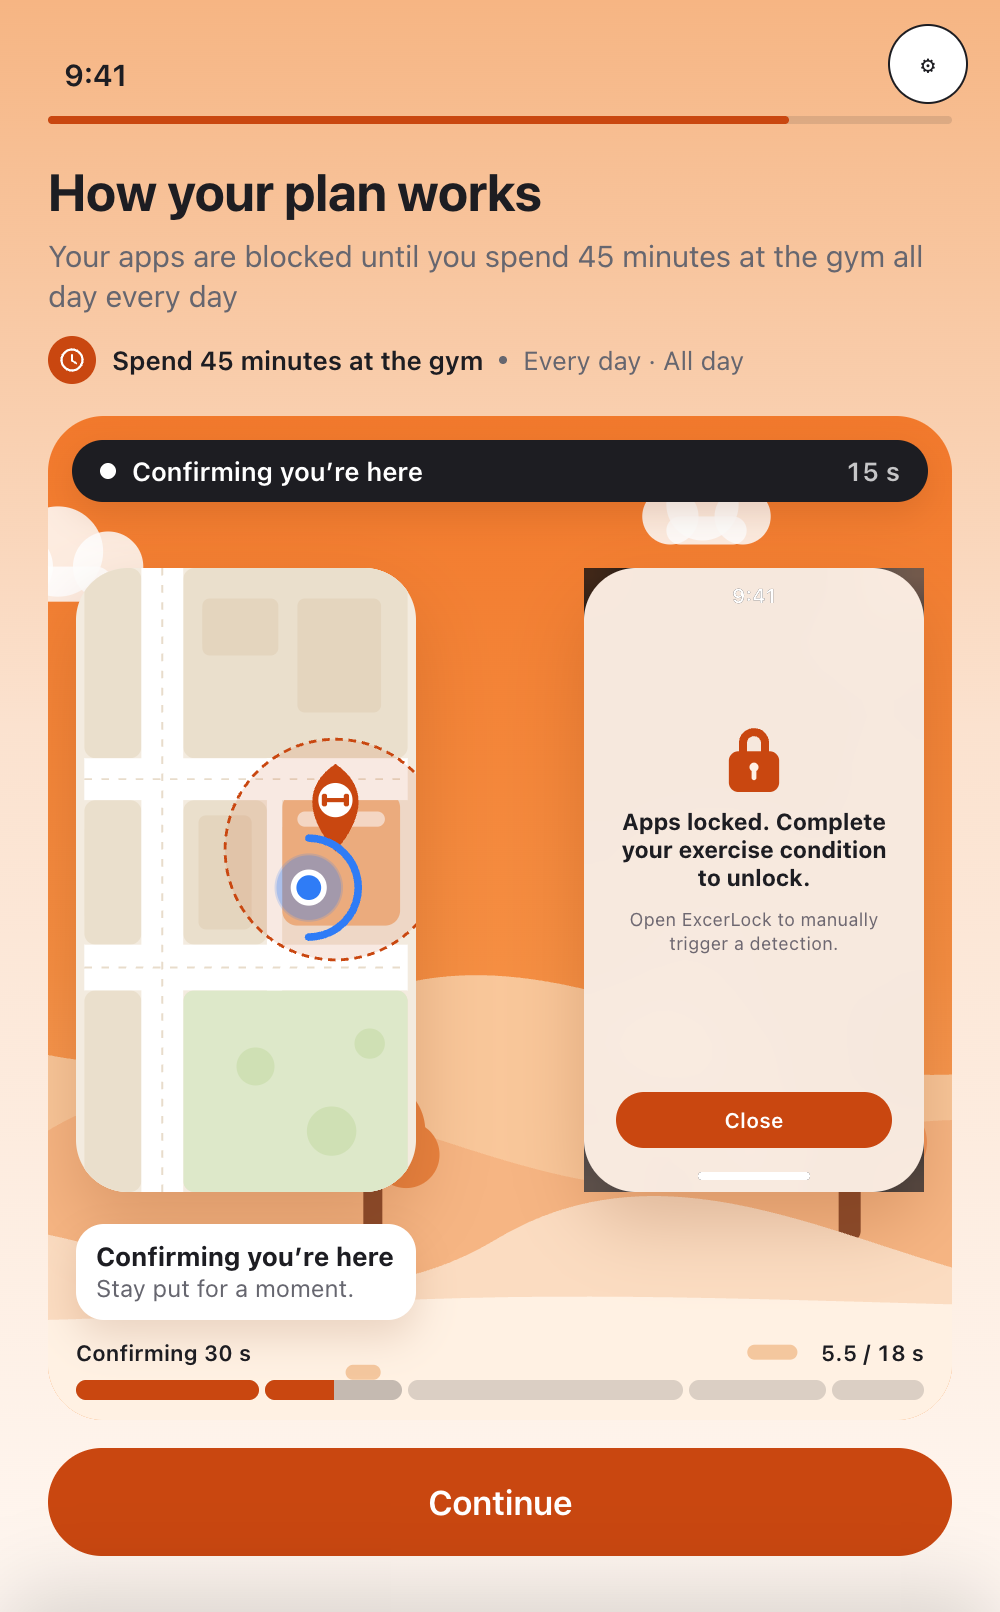 9:41
How your plan works
Your apps are blocked until you spend 45 minutes at the gym all
day every day
Spend 45 minutes at the gym • Every day · All day
Confirming you’re here 15 s
9:41
Apps locked. Complete
your exercise condition
to unlock.
Open ExcerLock to manually
trigger a detection.
Close
Confirming you’re here
Stay put for a moment.
Confirming 30 s 5.5 / 18 s
Continue